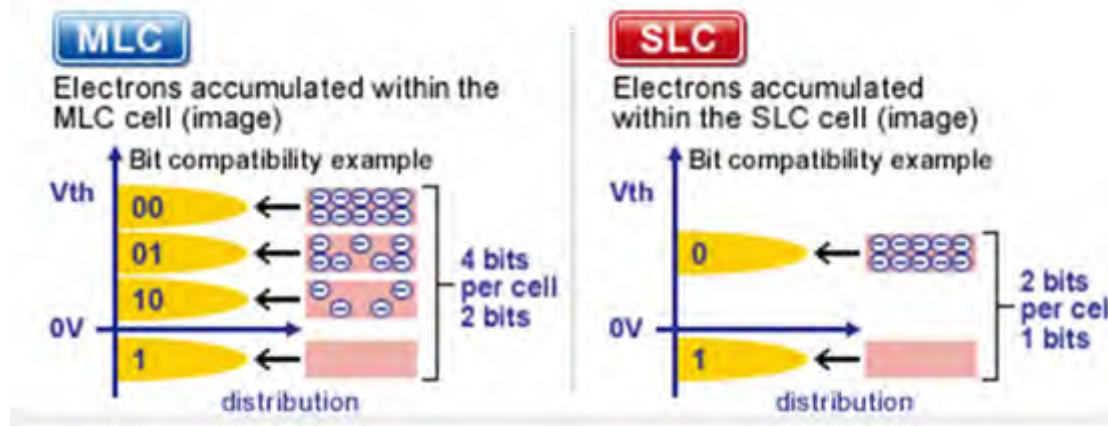 MLC
Electrons accumulated within the
MLC cell (image)
Bit compatibility example
Vth
00
01
10
0V
1
4 bits
per cell
2 bits
distribution
SLC
Electrons accumulated
within the SLC cell (image)
Bit compatibility example
Vth
0
0V
1
2 bits
per cel
1 bits
distribution